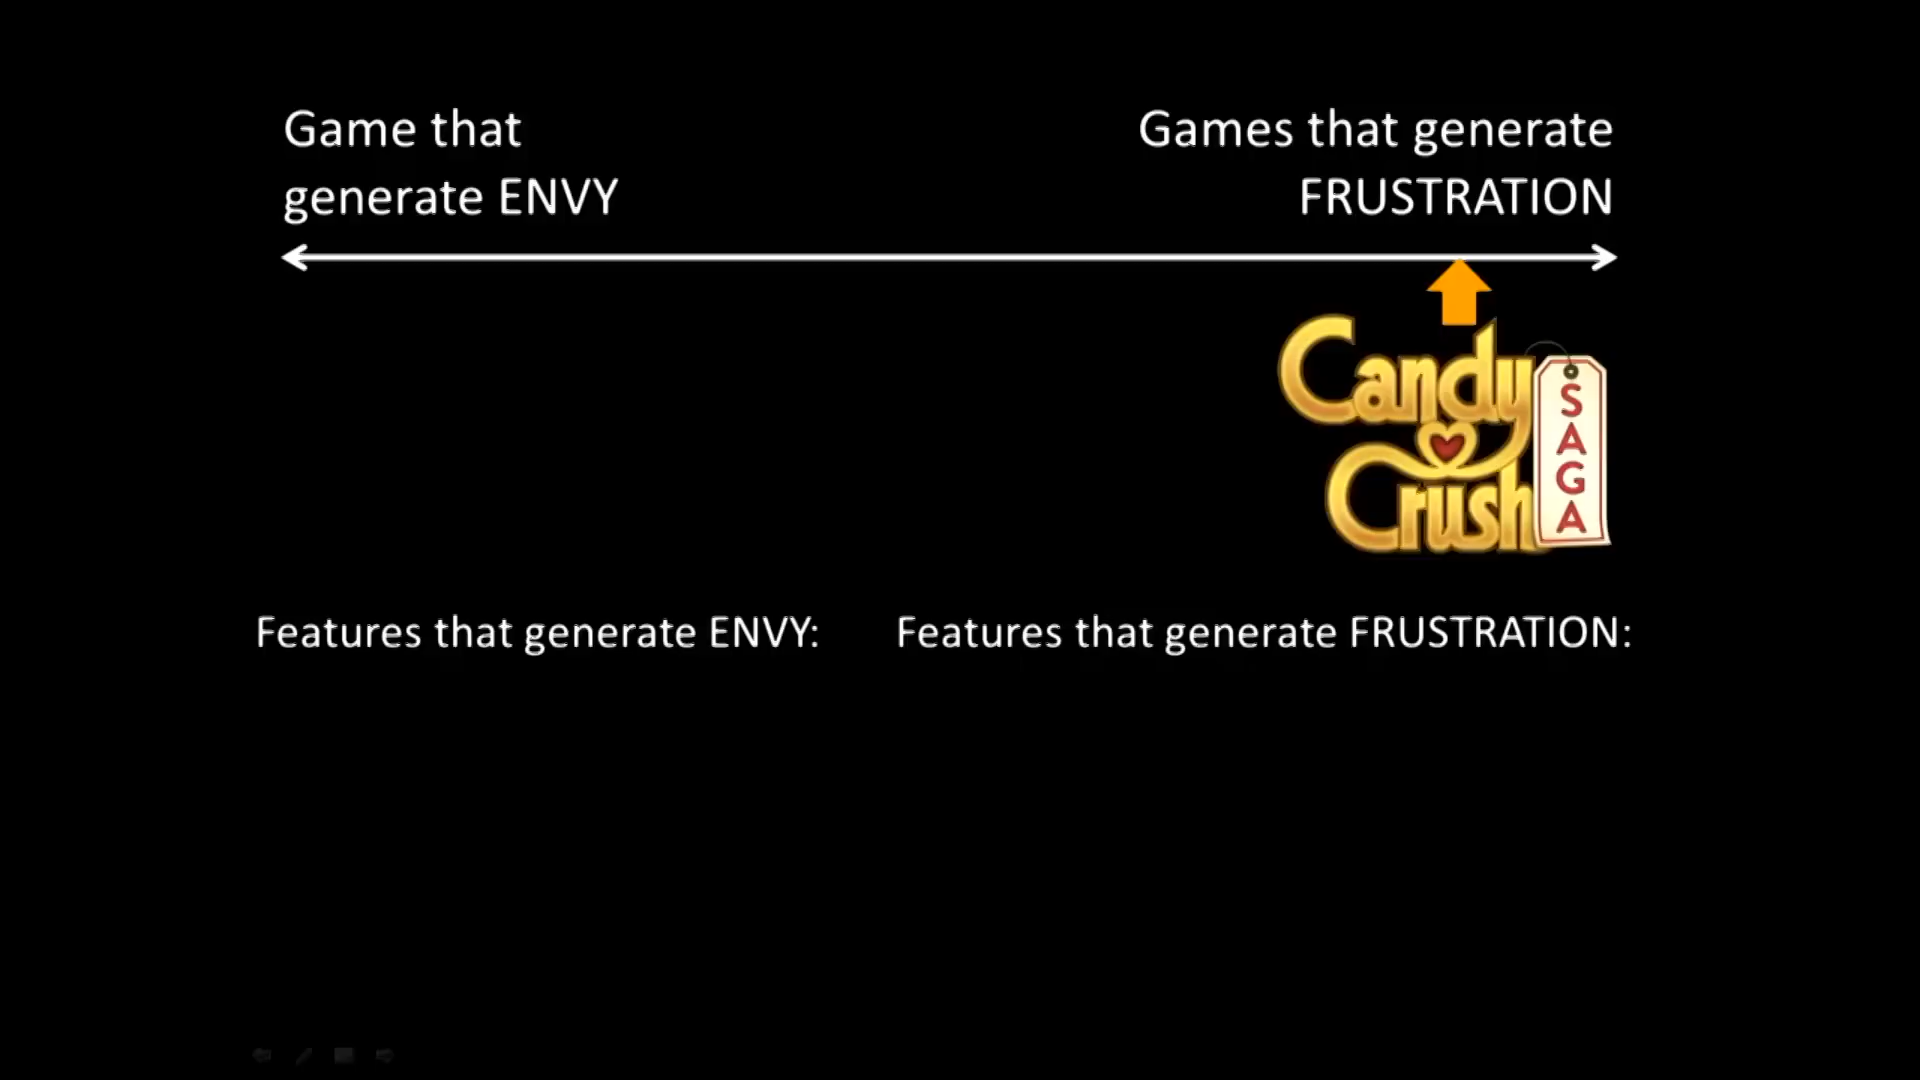 Game that
generate ENVY
Games that generate
FRUSTRATION
Candy
Crush
SAGA
Features that generate ENVY:
Features that generate FRUSTRATION: